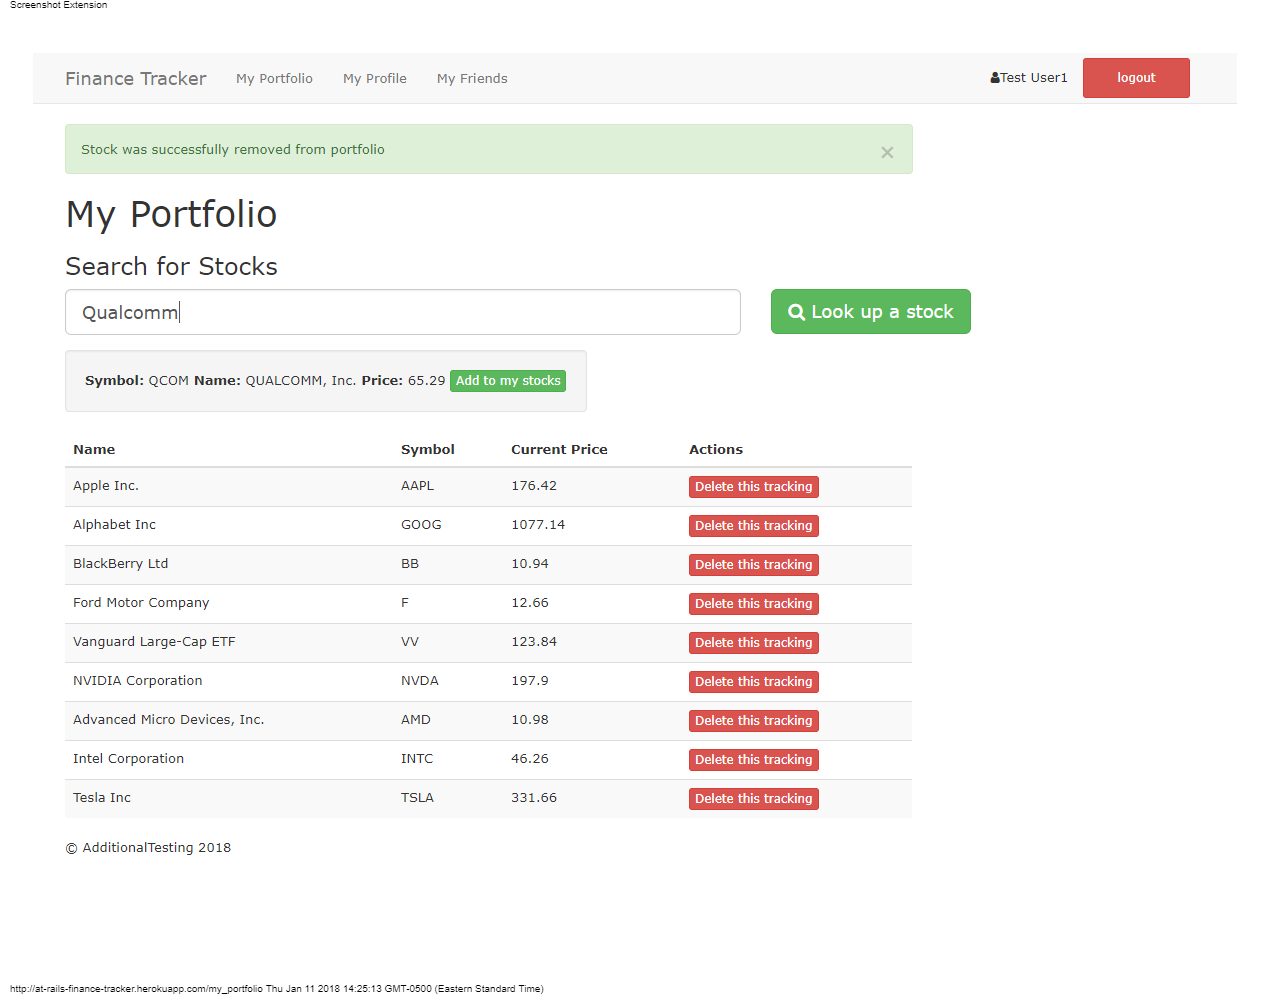 Screenshot Extension
Finance Tracker My Portfolio My Profile My Friends Test User1 logout
Stock was successfully removed from portfolio ×
My Portfolio
Search for Stocks
Qualcomm Look up a stock
Symbol: QCOM Name: QUALCOMM, Inc. Price: 65.29 Add to my stocks
Name Symbol Current Price Actions
Apple Inc. AAPL 176.42 Delete this tracking
Alphabet Inc GOOG 1077.14 Delete this tracking
BlackBerry Ltd BB 10.94 Delete this tracking
Ford Motor Company F 12.66 Delete this tracking
Vanguard Large-Cap ETF VV 123.84 Delete this tracking
NVIDIA Corporation NVDA 197.9 Delete this tracking
Advanced Micro Devices, Inc. AMD 10.98 Delete this tracking
Intel Corporation INTC 46.26 Delete this tracking
Tesla Inc TSLA 331.66 Delete this tracking
© AdditionalTesting 2018
http://at-rails-finance-tracker.herokuapp.com/my_portfolio Thu Jan 11 2018 14:25:13 GMT-0500 (Eastern Standard Time)